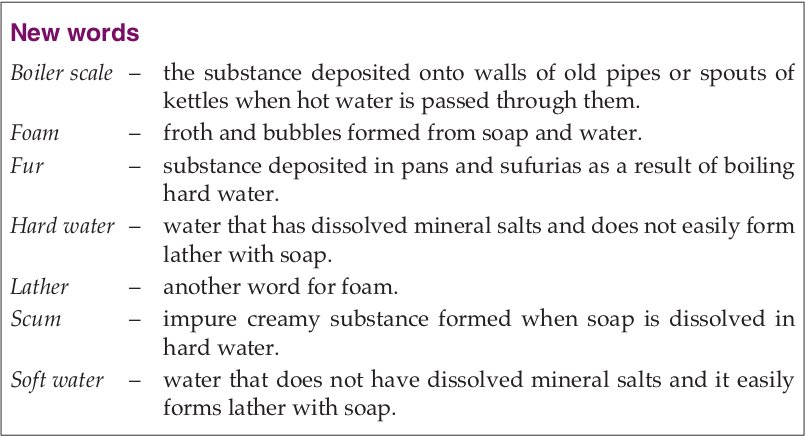 New words
Boiler scale – the substance deposited onto walls of old pipes or spouts of
kettles when hot water is passed through them.
Foam – froth and bubbles formed from soap and water.
Fur – substance deposited in pans and sufurias as a result of boiling
hard water.
Hard water – water that has dissolved mineral salts and does not easily form
lather with soap.
Lather – another word for foam.
Scum – impure creamy substance formed when soap is dissolved in
hard water.
Soft water – water that does not have dissolved mineral salts and it easily
forms lather with soap.